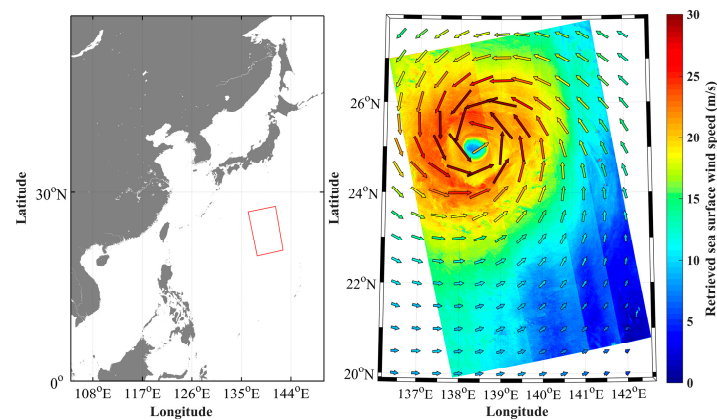 Latitude
30°N
0°
108°E 117°E 126°E 135°E 144°E
Longitude
Latitude
26°N
24°N
22°N
20°N
137°E 138°E 139°E 140°E 141°E 142°E
Longitude
30
25
20
15
10
5
0
Retrieved sea surface wind speed (m/s)